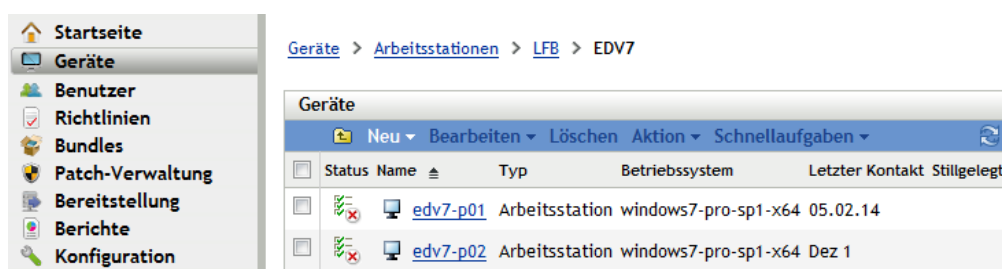 Startseite
Geräte
Benutzer
Richtlinien
Bundles
Patch-Verwaltung
Bereitstellung
Berichte
Konfiguration
Geräte > Arbeitsstationen > LFB > EDV7
Geräte
Neu Bearbeiten Löschen Aktion Schnellaufgaben
Status Name Typ Betriebssystem Letzter Kontakt Stillgelegt
edv7-p01 Arbeitsstation windows7-pro-sp1-x64 05.02.14
edv7-p02 Arbeitsstation windows7-pro-sp1-x64 Dez 1